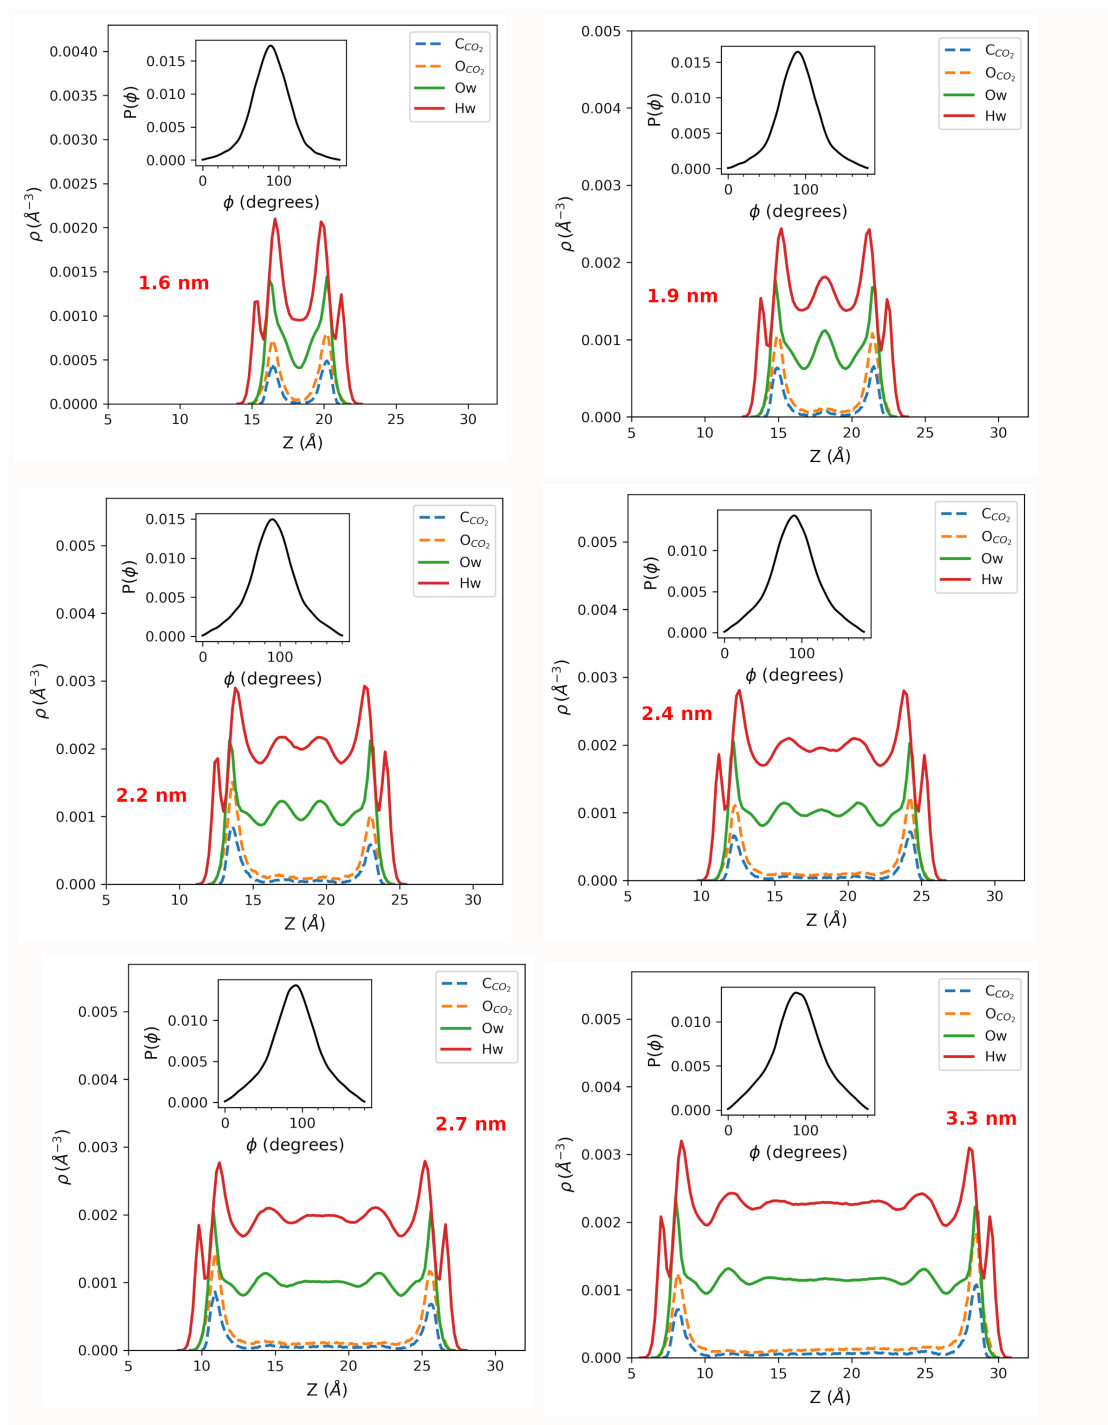 0.0040
0.0035
0.0030
0.0025
0.0020
0.0015
0.0010
0.0005
0.0000
ρ (Å⁻³)
5 10 15 20 25 30
Z (Å)
0.015
0.010
0.005
0.000
P(ϕ)
0 100
ϕ (degrees)
C_CO₂
O_CO₂
Ow
Hw
1.6 nm
0.005
0.004
0.003
0.002
0.001
0.000
ρ (Å⁻³)
5 10 15 20 25 30
Z (Å)
0.015
0.010
0.005
0.000
P(ϕ)
0 100
ϕ (degrees)
C_CO₂
O_CO₂
Ow
Hw
1.9 nm
0.005
0.004
0.003
0.002
0.001
0.000
ρ (Å⁻³)
5 10 15 20 25 30
Z (Å)
0.015
0.010
0.005
0.000
P(ϕ)
0 100
ϕ (degrees)
C_CO₂
O_CO₂
Ow
Hw
2.2 nm
0.005
0.004
0.003
0.002
0.001
0.000
ρ (Å⁻³)
5 10 15 20 25 30
Z (Å)
0.010
0.005
0.000
P(ϕ)
0 100
ϕ (degrees)
C_CO₂
O_CO₂
Ow
Hw
2.4 nm
0.005
0.004
0.003
0.002
0.001
0.000
ρ (Å⁻³)
5 10 15 20 25 30
Z (Å)
0.010
0.005
0.000
P(ϕ)
0 100
ϕ (degrees)
C_CO₂
O_CO₂
Ow
Hw
2.7 nm
0.005
0.004
0.003
0.002
0.001
0.000
ρ (Å⁻³)
5 10 15 20 25 30
Z (Å)
0.010
0.005
0.000
P(ϕ)
0 100
ϕ (degrees)
C_CO₂
O_CO₂
Ow
Hw
3.3 nm